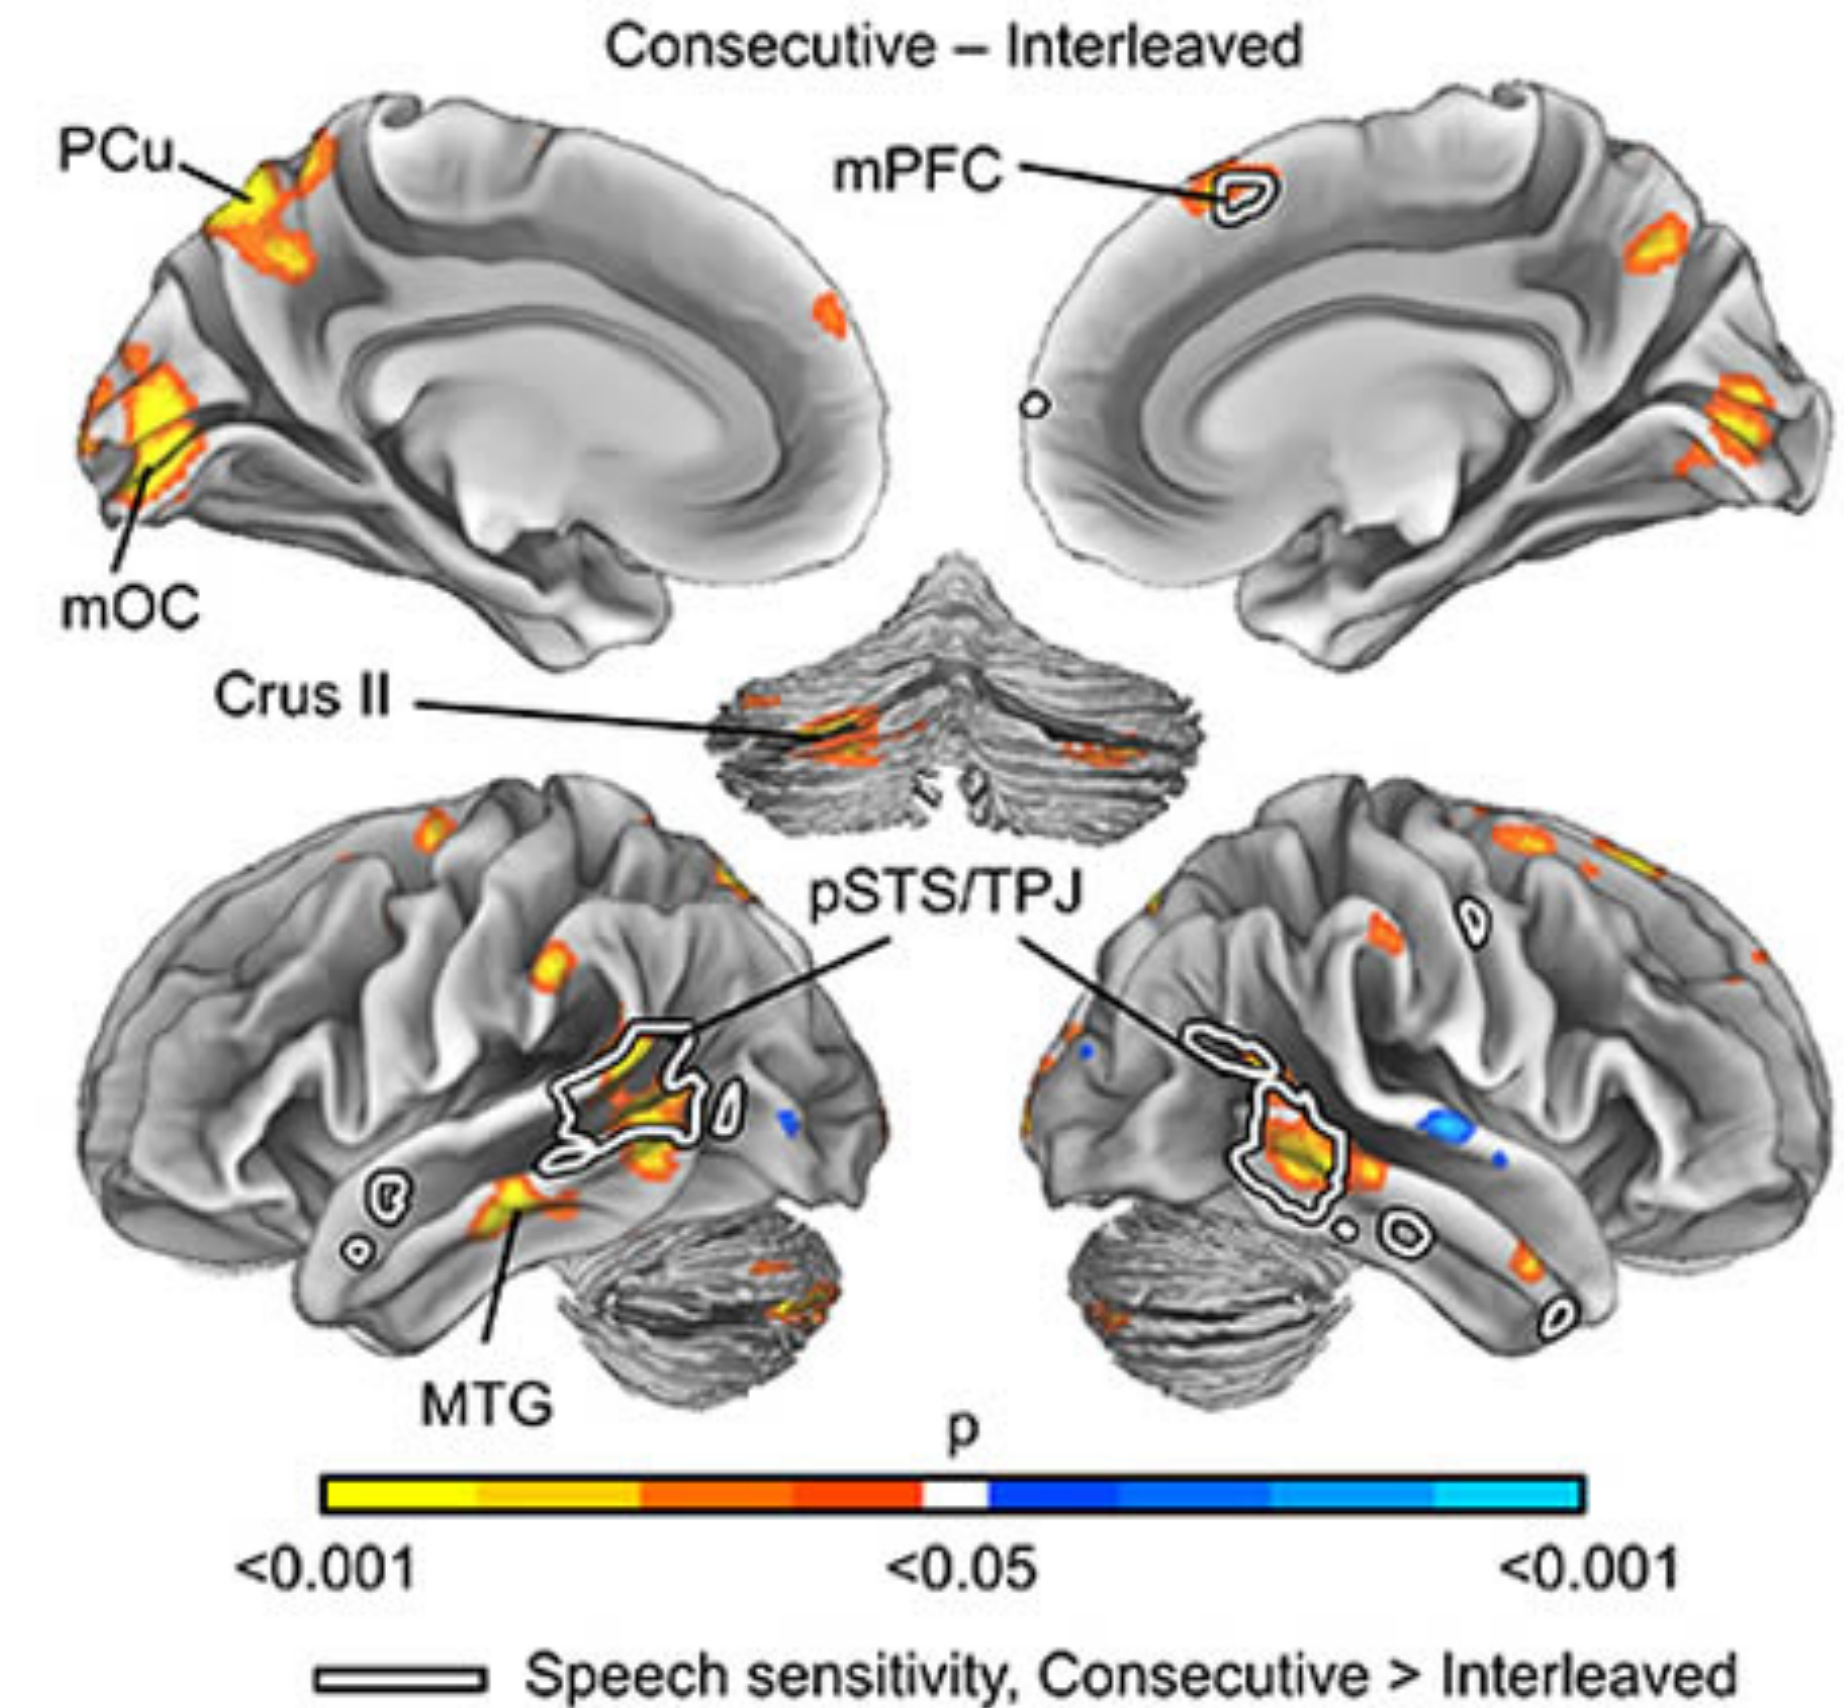 Consecutive – Interleaved
PCu
mPFC
mOC
Crus II
pSTS/TPJ
MTG
p
<0.001
<0.05
<0.001
Speech sensitivity, Consecutive > Interleaved